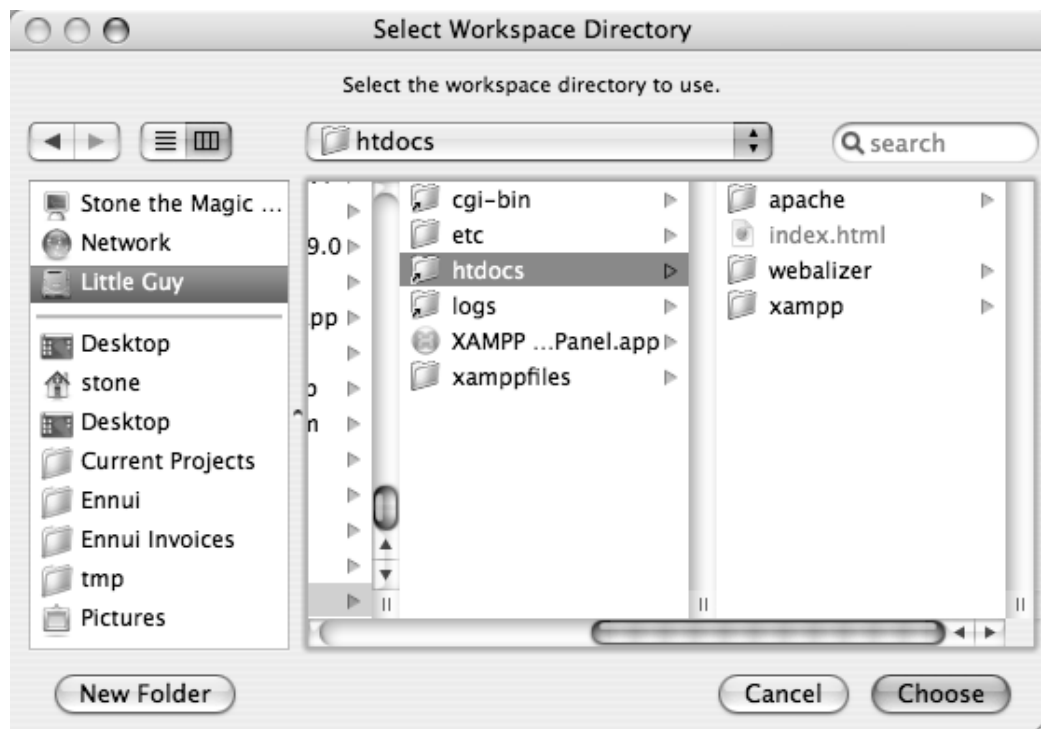 Select Workspace Directory
Select the workspace directory to use.
htdocs
search
Stone the Magic ...
Network
Little Guy
Desktop
stone
Desktop
Current Projects
Ennui
Ennui Invoices
tmp
Pictures
9.0
pp
m
cgi-bin
etc
htdocs
logs
XAMPP ...Panel.app
xamppfiles
apache
index.html
webalizer
xampp
New Folder
Cancel
Choose